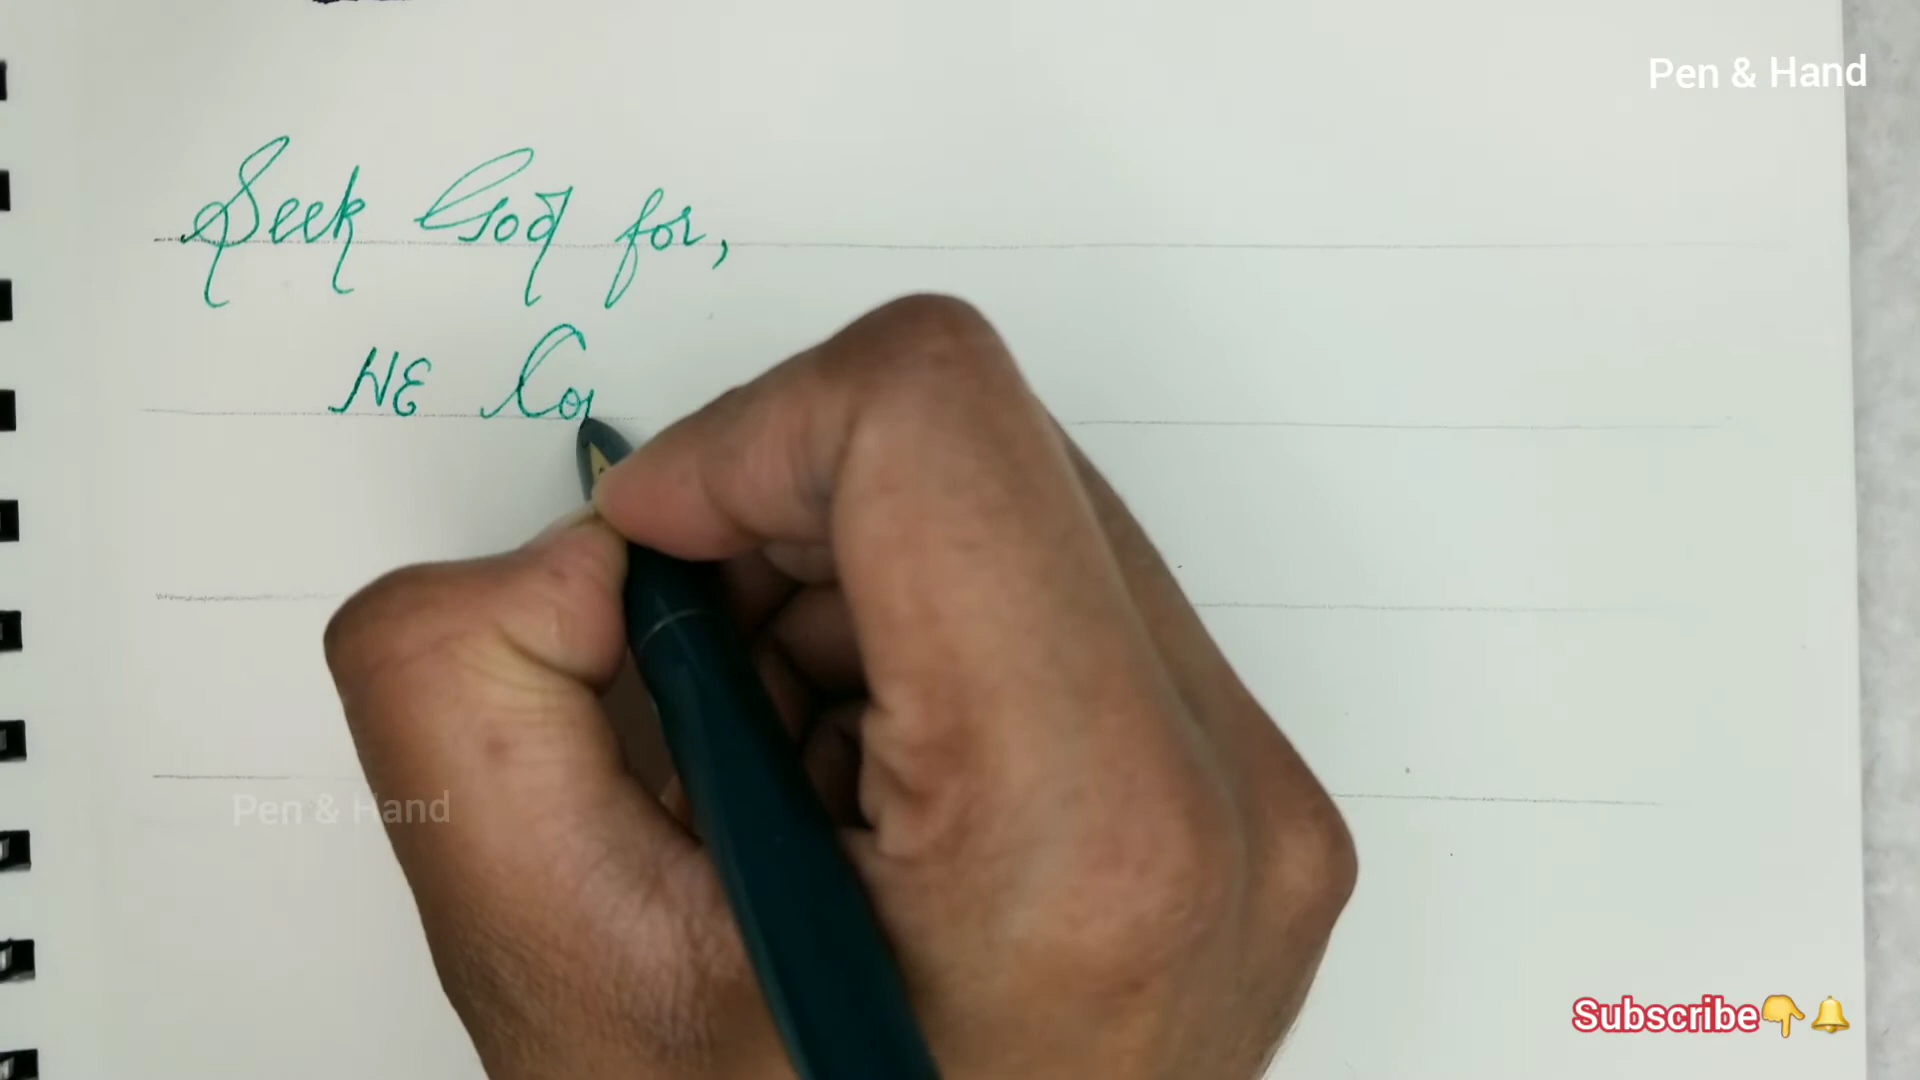 Pen & Hand
Seek God for,
HE Co
Pen & Hand
Subscribe👇🔔